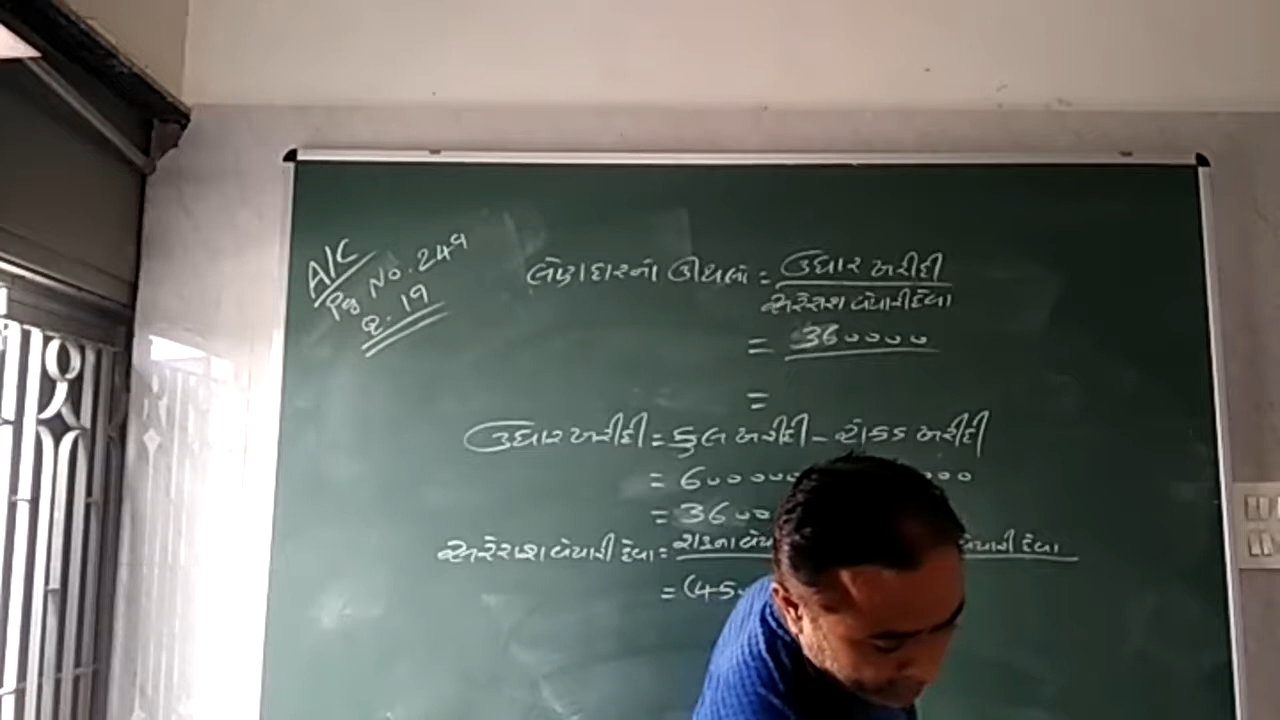 A/C
Pg No. 249
Q. 19
લેણદારનો ઊથલો = ઉધાર ખરીદી
સરેરાશ વેપારી દેવા
= 360000
=
ઉધાર ખરીદી = કુલ ખરીદી - રોકડ ખરીદી
= 600000
= 3600
સરેરાશ વેપારી દેવા = વેપારી દેવા
= (45